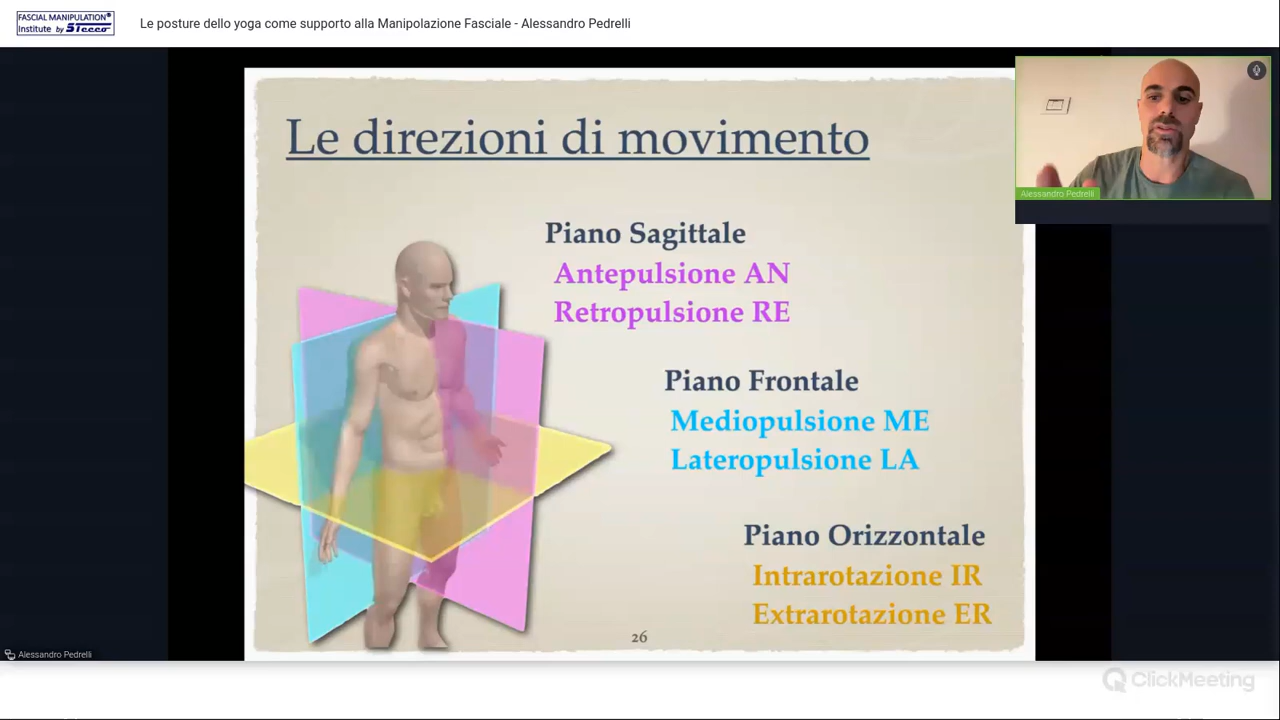 FASCIAL MANIPULATION®
Institute by Stecco
Le posture dello yoga come supporto alla Manipolazione Fasciale - Alessandro Pedrelli
Le direzioni di movimento
Alessandro Pedrelli
Piano Sagittale
Antepulsione AN
Retropulsione RE
Piano Frontale
Mediopulsione ME
Lateropulsione LA
Piano Orizzontale
Intrarotazione IR
Extrarotazione ER
26
Alessandro Pedrelli
ClickMeeting